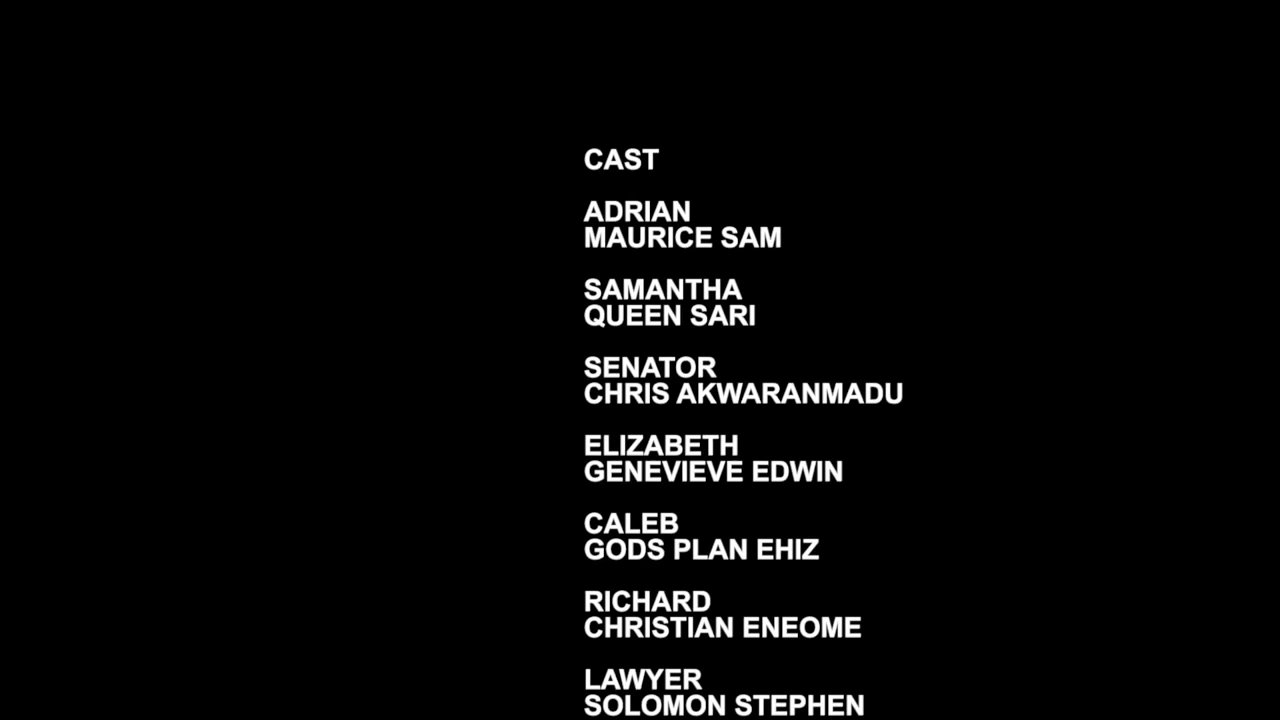 CAST
ADRIAN
MAURICE SAM
SAMANTHA
QUEEN SARI
SENATOR
CHRIS AKWARANMADU
ELIZABETH
GENEVIEVE EDWIN
CALEB
GODS PLAN EHIZ
RICHARD
CHRISTIAN ENEOME
LAWYER
SOLOMON STEPHEN